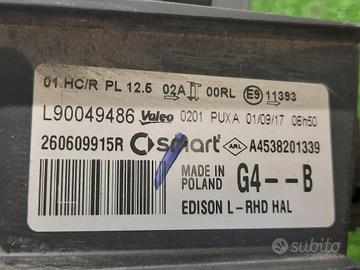 01 HC/R PL 12.5 02A 00RL E9 11393
L90049486 Valeo 0201 PUXA 01/09/17 06h50
260609915R smart ARL A4538201339
MADE IN POLAND G4--B
EDISON L-RHD HAL
subito